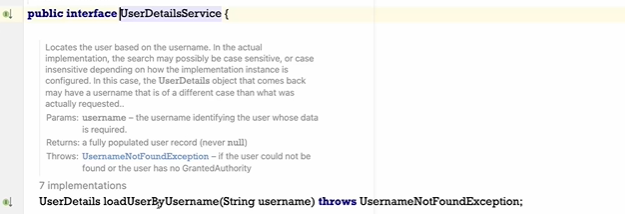 public interface UserDetailsService {
Locates the user based on the username. In the actual
implementation, the search may possibly be case sensitive, or case
insensitive depending on how the implementation instance is
configured. In this case, the UserDetails object that comes back
may have a username that is of a different case than what was
actually requested..
Params: username – the username identifying the user whose data
is required.
Returns: a fully populated user record (never null)
Throws: UsernameNotFoundException – if the user could not be
found or the user has no GrantedAuthority
7 implementations
UserDetails loadUserByUsername(String username) throws UsernameNotFoundException;